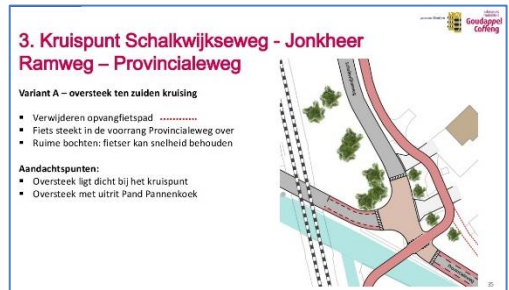 Goudappel
Coffeng
3. Kruispunt Schalkwijkseweg - Jonkheer
Ramweg – Provincialeweg
Variant A – oversteek ten zuiden kruising
▪ Verwijderen opvangfietspad
▪ Fiets steekt in de voorrang Provincialeweg over
▪ Ruime bochten: fietser kan snelheid behouden
Aandachtspunten:
▪ Oversteek ligt dicht bij het kruispunt
▪ Oversteek met uitrit Pand Pannenkoek
Schalkwijkseweg
Provincialeweg
35